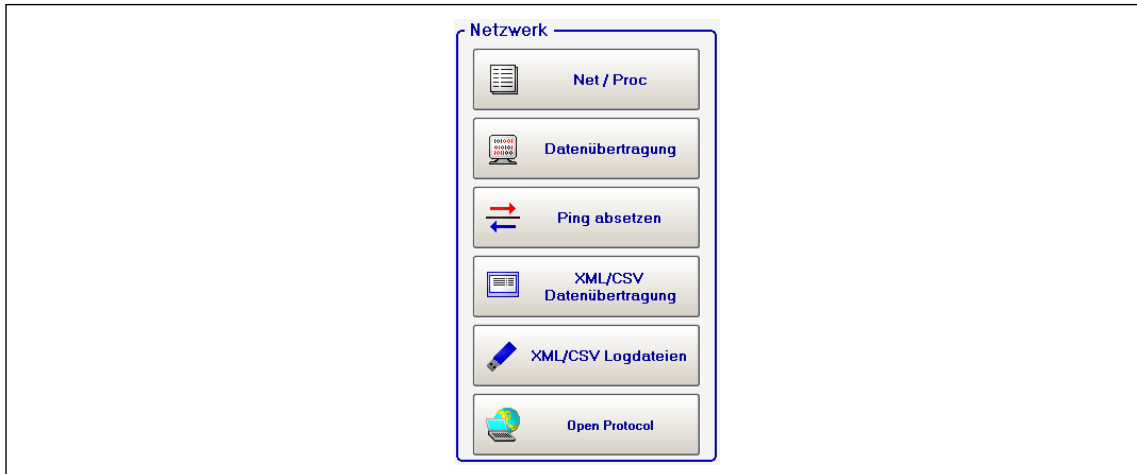 Netzwerk
Net / Proc
Datenübertragung
Ping absetzen
XML/CSV
Datenübertragung
XML/CSV Logdateien
Open Protocol